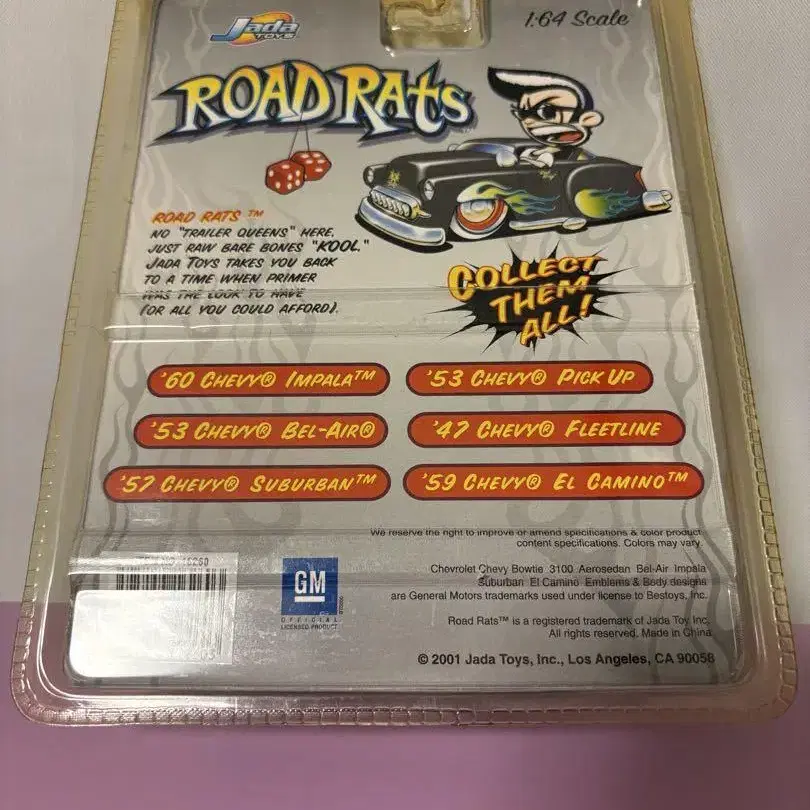 Jada
TOYS
1:64 Scale
ROAD RATS
ROAD RATS ™
NO "TRAILER QUEENS" HERE,
JUST RAW BARE BONES "KOOL."
JADA TOYS TAKES YOU BACK
TO A TIME WHEN PRIMER
WAS THE LOOK TO HAVE
(OR ALL YOU COULD AFFORD).
COLLECT
THEM
ALL!
'60 CHEVY® IMPALA™
'53 CHEVY® PICK UP
'53 CHEVY® BEL-AIR®
'47 CHEVY® FLEETLINE
'57 CHEVY® SUBURBAN™
'59 CHEVY® EL CAMINO™
We reserve the right to improve or amend specifications & color product
content specifications. Colors may vary.
Chevrolet Chevy Bowtie 3100 Aerosedan Bel-Air Impala
Suburban El Camino Emblems & Body designs
are General Motors trademarks used under license to Bestoys, Inc.
GM
OFFICIAL
LICENSED PRODUCT
Road Rats™ is a registered trademark of Jada Toy Inc.
All rights reserved. Made in China
© 2001 Jada Toys, Inc., Los Angeles, CA 90058